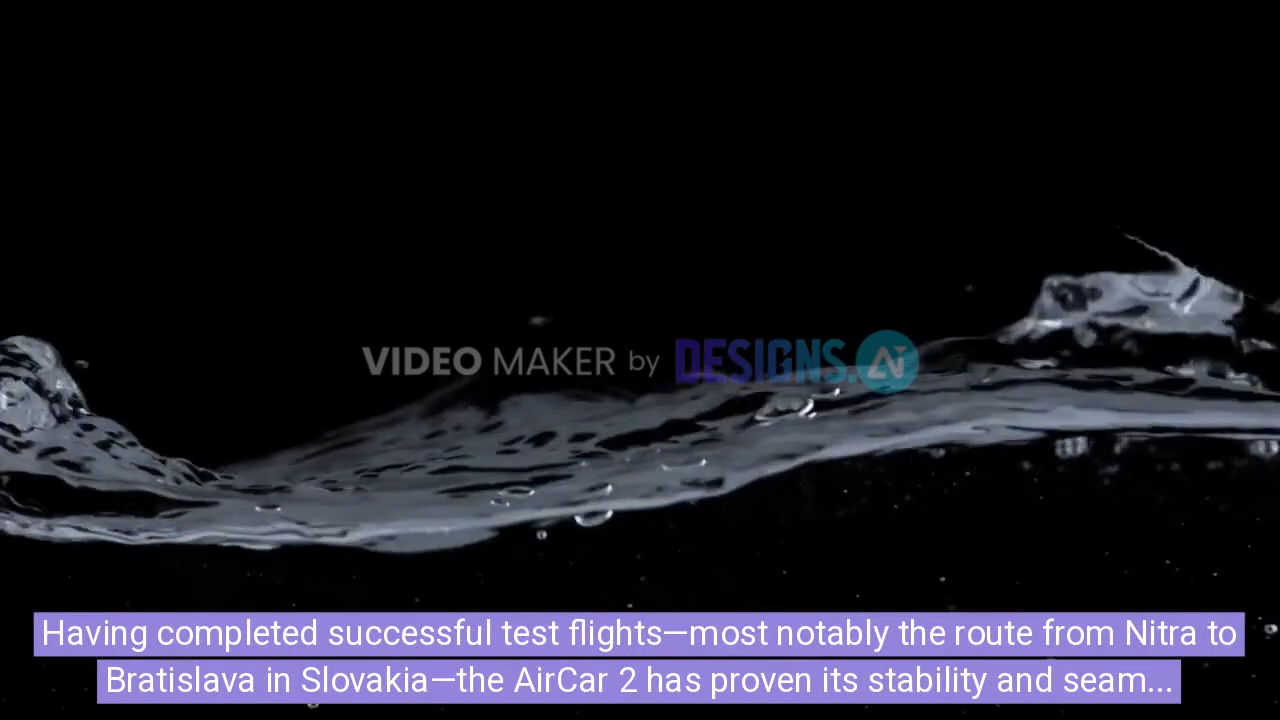 VIDEO MAKER by DESIGNS.Ai
Having completed successful test flights—most notably the route from Nitra to
Bratislava in Slovakia—the AirCar 2 has proven its stability and seam...